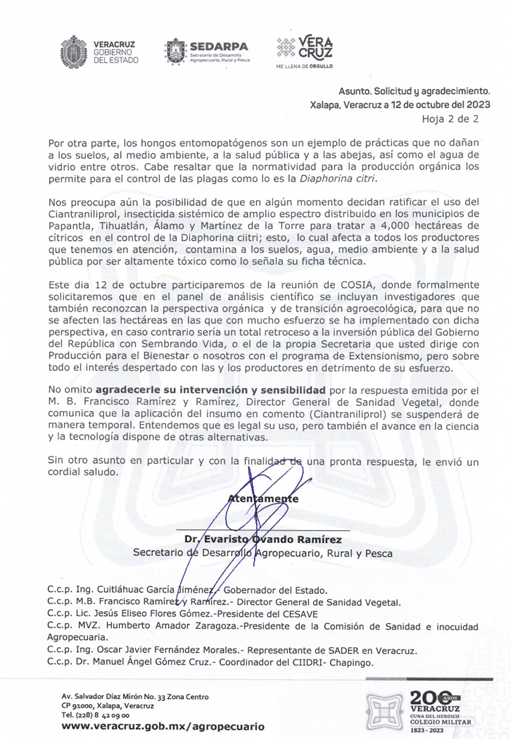 VERACRUZ
GOBIERNO
DEL ESTADO
SEDARPA
Secretaría de Desarrollo
Agropecuario, Rural y Pesca
VERA
CRUZ
ME LLENA DE ORGULLO
Asunto. Solicitud y agradecimiento.
Xalapa, Veracruz a 12 de octubre del 2023
Hoja 2 de 2
Por otra parte, los hongos entomopatógenos son un ejemplo de prácticas que no dañan
a los suelos, al medio ambiente, a la salud pública y a las abejas, así como el agua de
vidrio entre otros. Cabe resaltar que la normatividad para la producción orgánica los
permite para el control de las plagas como lo es la Diaphorina citri.
Nos preocupa aún la posibilidad de que en algún momento decidan ratificar el uso del
Ciantraniliprol, insecticida sistémico de amplio espectro distribuido en los municipios de
Papantla, Tihuatlán, Álamo y Martínez de la Torre para tratar a 4,000 hectáreas de
cítricos en el control de la Diaphorina ciitri; esto, lo cual afecta a todos los productores
que tenemos en atención, contamina a los suelos, agua, medio ambiente y a la salud
pública por ser altamente tóxico como lo señala su ficha técnica.
Este día 12 de octubre participaremos de la reunión de COSIA, donde formalmente
solicitaremos que en el panel de análisis científico se incluyan investigadores que
también reconozcan la perspectiva orgánica y de transición agroecológica, para que no
se afecten las hectáreas en las que con mucho esfuerzo se ha implementado con dicha
perspectiva, en caso contrario sería un total retroceso a la inversión pública del Gobierno
del República con Sembrando Vida, o el de la propia Secretaria que usted dirige con
Producción para el Bienestar o nosotros con el programa de Extensionismo, pero sobre
todo el interés despertado con las y los productores en detrimento de su esfuerzo.
No omito agradecerle su intervención y sensibilidad por la respuesta emitida por el
M. B. Francisco Ramírez y Ramírez, Director General de Sanidad Vegetal, donde
comunica que la aplicación del insumo en comento (Ciantraniliprol) se suspenderá de
manera temporal. Entendemos que es legal su uso, pero también el avance en la ciencia
y la tecnología dispone de otras alternativas.
Sin otro asunto en particular y con la finalidad de una pronta respuesta, le envió un
cordial saludo.
Atentamente
Dr. Evaristo Ovando Ramírez
Secretario de Desarrollo Agropecuario, Rural y Pesca
C.c.p. Ing. Cuitláhuac García Jiménez.- Gobernador del Estado.
C.c.p. M.B. Francisco Ramírez y Ramírez.- Director General de Sanidad Vegetal.
C.c.p. Lic. Jesús Eliseo Flores Gómez.-Presidente del CESAVE
C.c.p. MVZ. Humberto Amador Zaragoza.-Presidente de la Comisión de Sanidad e inocuidad
Agropecuaria.
C.c.p. Ing. Oscar Javier Fernández Morales.- Representante de SADER en Veracruz.
C.c.p. Dr. Manuel Ángel Gómez Cruz.- Coordinador del CIIDRI- Chapingo.
Av. Salvador Díaz Mirón No. 33 Zona Centro
CP 91000, Xalapa, Veracruz
Tel. (228) 8 42 09 00
www.veracruz.gob.mx/agropecuario
200 AÑOS
VERACRUZ
CUNA DEL HEROICO
COLEGIO MILITAR
1823 - 2023